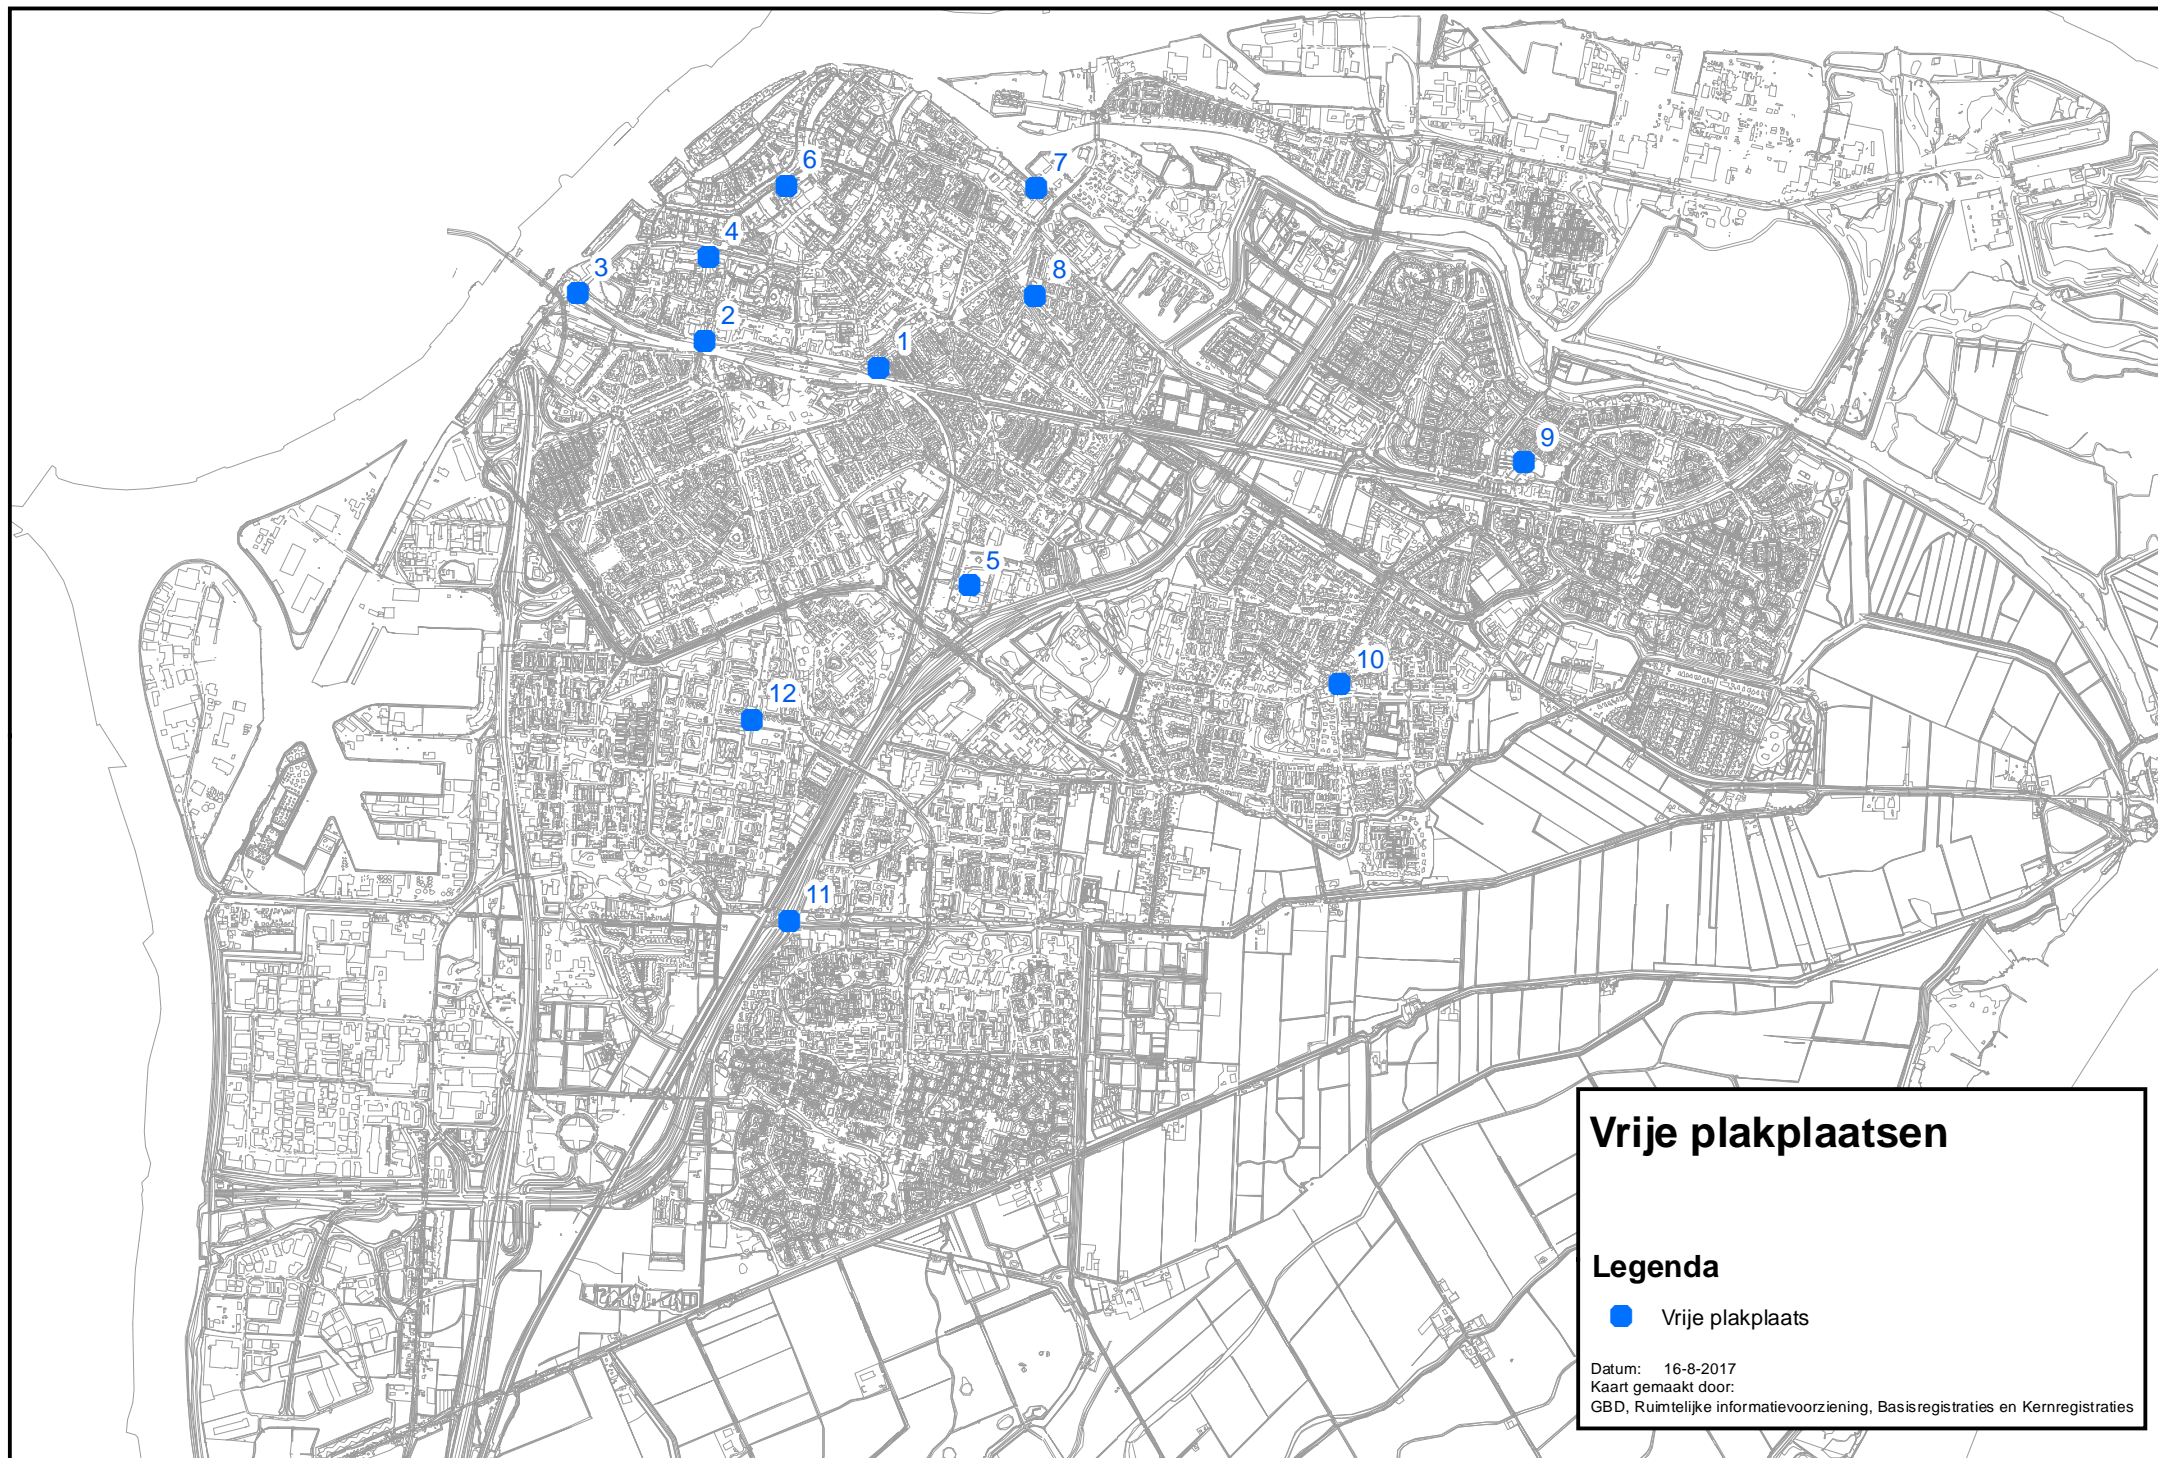 6
7
4
3
8
2
1
9
5
10
12
11
Vrije plakplaatsen
Legenda
Vrije plakplaats
Datum: 16-8-2017
Kaart gemaakt door:
GBD, Ruimtelijke informatievoorziening, Basisregistraties en Kernregistraties